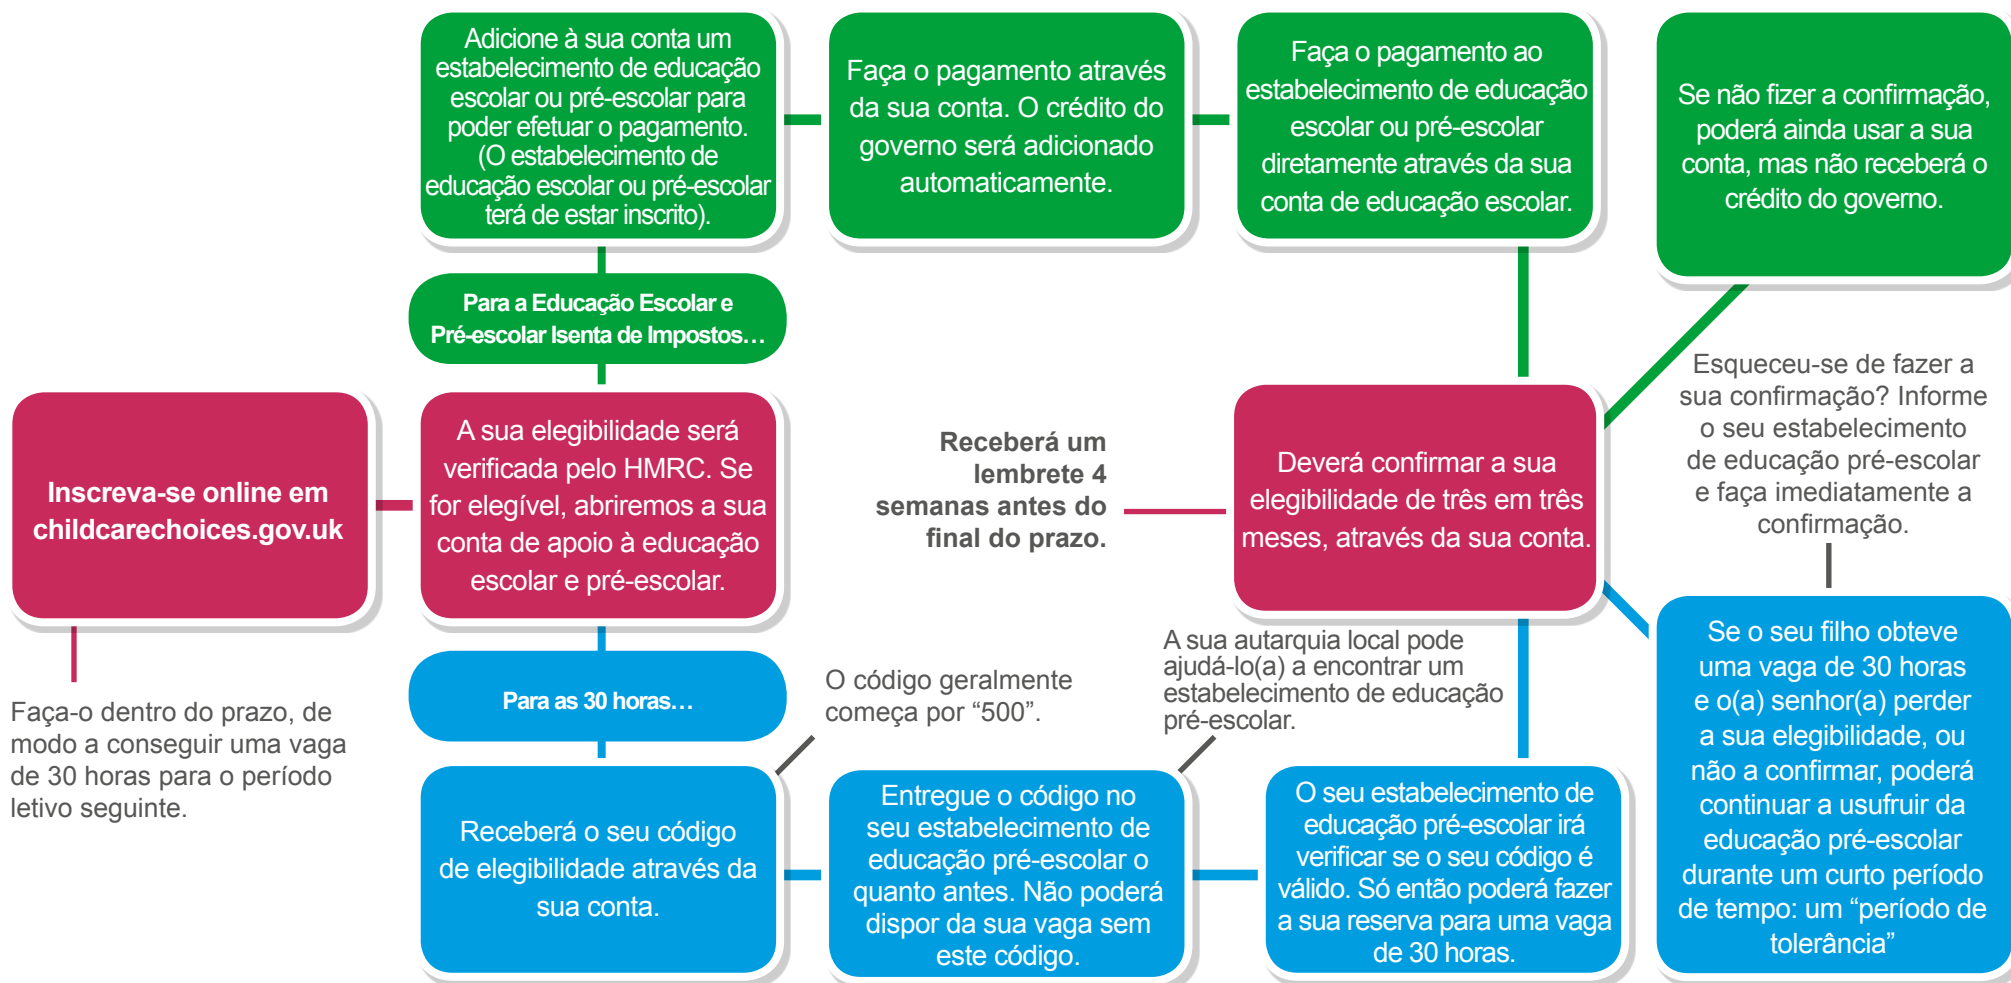 Adicione à sua conta um
estabelecimento de educação
escolar ou pré-escolar para
poder efetuar o pagamento.
(O estabelecimento de
educação escolar ou pré-escolar
terá de estar inscrito).
Faça o pagamento através
da sua conta. O crédito do
governo será adicionado
automaticamente.
Faça o pagamento ao
estabelecimento de educação
escolar ou pré-escolar
diretamente através da sua
conta de educação escolar.
Se não fizer a confirmação,
poderá ainda usar a sua
conta, mas não receberá o
crédito do governo.
Para a Educação Escolar e
Pré-escolar Isenta de Impostos…
Inscreva-se online em
childcarechoices.gov.uk
A sua elegibilidade será
verificada pelo HMRC. Se
for elegível, abriremos a sua
conta de apoio à educação
escolar e pré-escolar.
Receberá um
lembrete 4
semanas antes do
final do prazo.
Deverá confirmar a sua
elegibilidade de três em três
meses, através da sua conta.
Esqueceu-se de fazer a
sua confirmação? Informe
o seu estabelecimento
de educação pré-escolar
e faça imediatamente a
confirmação.
Faça-o dentro do prazo, de
modo a conseguir uma vaga
de 30 horas para o período
letivo seguinte.
Para as 30 horas…
O código geralmente
começa por “500”.
A sua autarquia local pode
ajudá-lo(a) a encontrar um
estabelecimento de educação
pré-escolar.
Receberá o seu código
de elegibilidade através da
sua conta.
Entregue o código no
seu estabelecimento de
educação pré-escolar o
quanto antes. Não poderá
dispor da sua vaga sem
este código.
O seu estabelecimento de
educação pré-escolar irá
verificar se o seu código é
válido. Só então poderá fazer
a sua reserva para uma vaga
de 30 horas.
Se o seu filho obteve
uma vaga de 30 horas
e o(a) senhor(a) perder
a sua elegibilidade, ou
não a confirmar, poderá
continuar a usufruir da
educação pré-escolar
durante um curto período
de tempo: um “período de
tolerância”